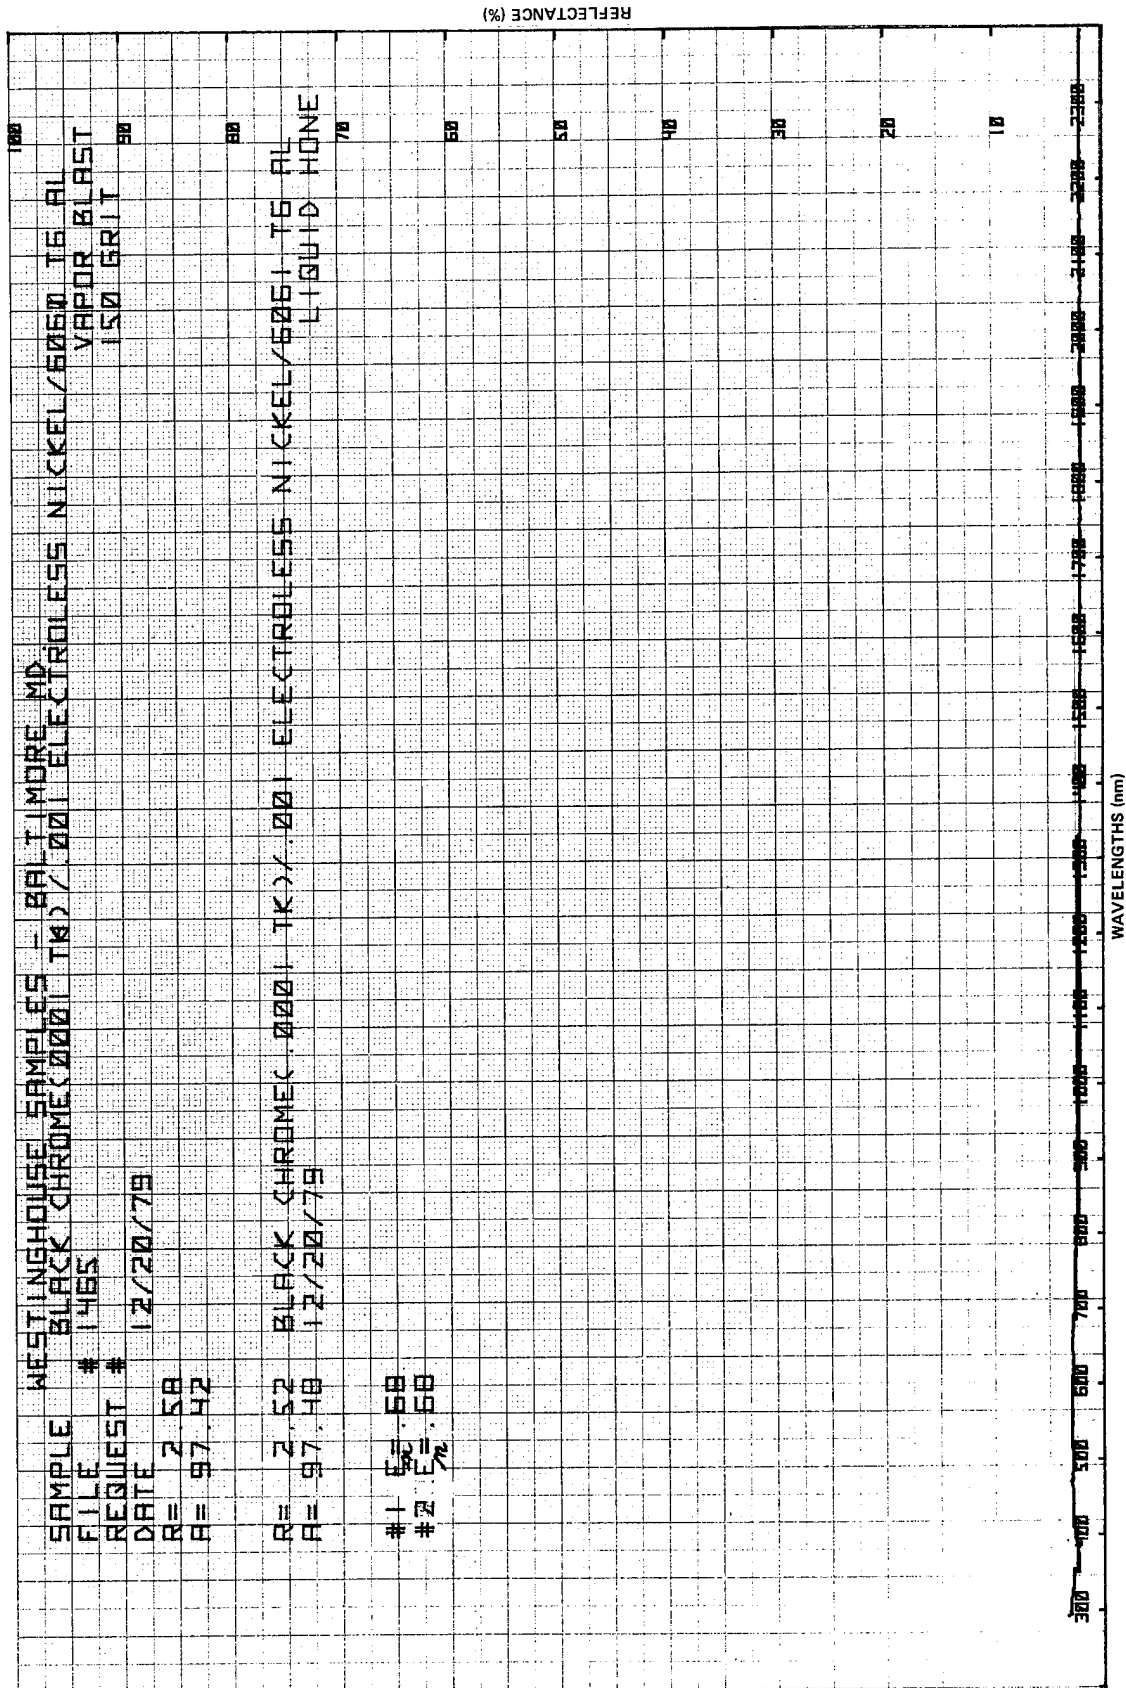 WESTINGHOUSE SAMPLES - BALTIMORE MD.
SAMPLE BLACK CHROME(.0001 TK)/.001 ELECTROLESS NICKEL/6060 T6 AL
FILE # 1465 VAPOR BLAST
REQUEST # 150 GRIT
DATE 12/20/79
R= 2.58
A= 97.42
R= 2.52 BLACK CHROME(.0001 TK)/.001 ELECTROLESS NICKEL/6061 T6 AL
A= 97.48 12/20/79 LIQUID HONE
#1 En=.68
#2 En=.68
REFLECTANCE (%)
100
90
80
70
60
50
40
30
20
10
300 400 500 600 700 800 900 1000 1100 1200 1300 1400 1500 1600 1700 1800 1900 2000 2100 2200 2300
WAVELENGTHS (nm)